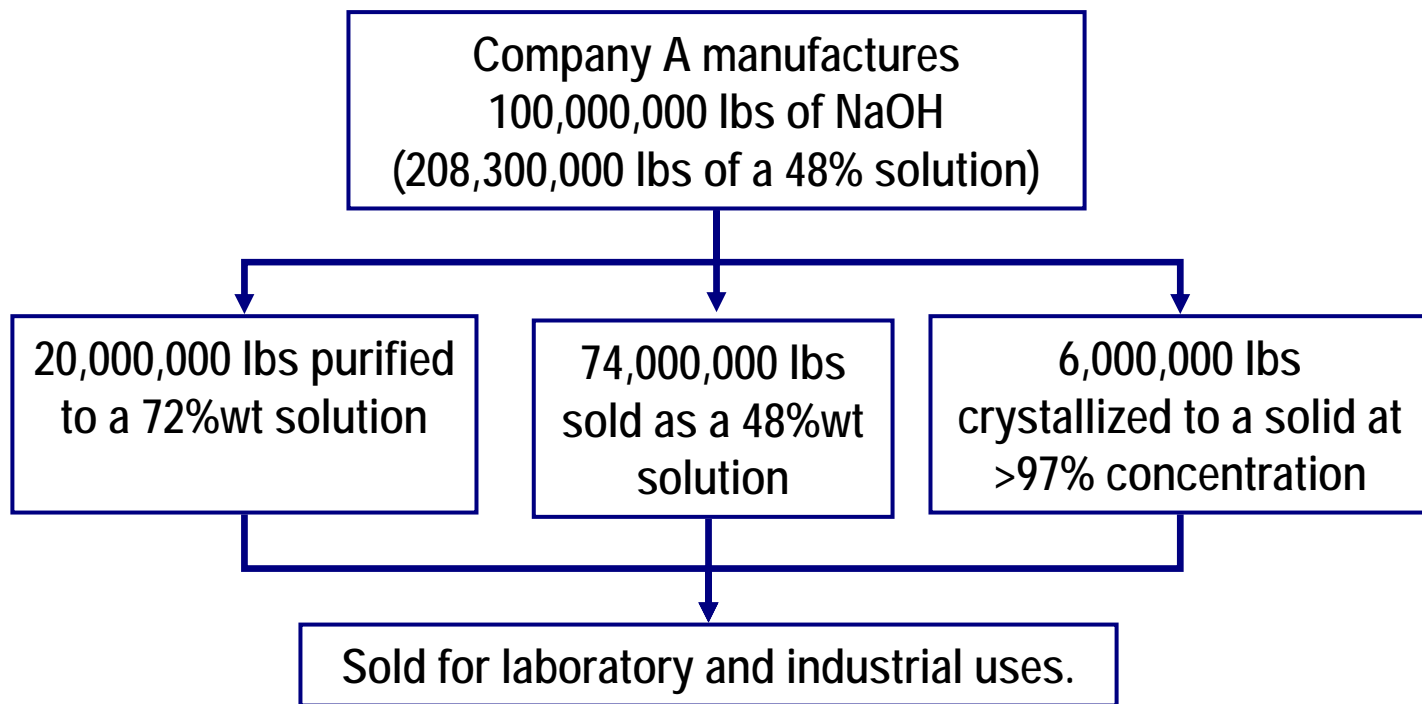 Company A manufactures
100,000,000 lbs of NaOH
(208,300,000 lbs of a 48% solution)
20,000,000 lbs purified
to a 72%wt solution
74,000,000 lbs
sold as a 48%wt
solution
6,000,000 lbs
crystallized to a solid at
>97% concentration
Sold for laboratory and industrial uses.